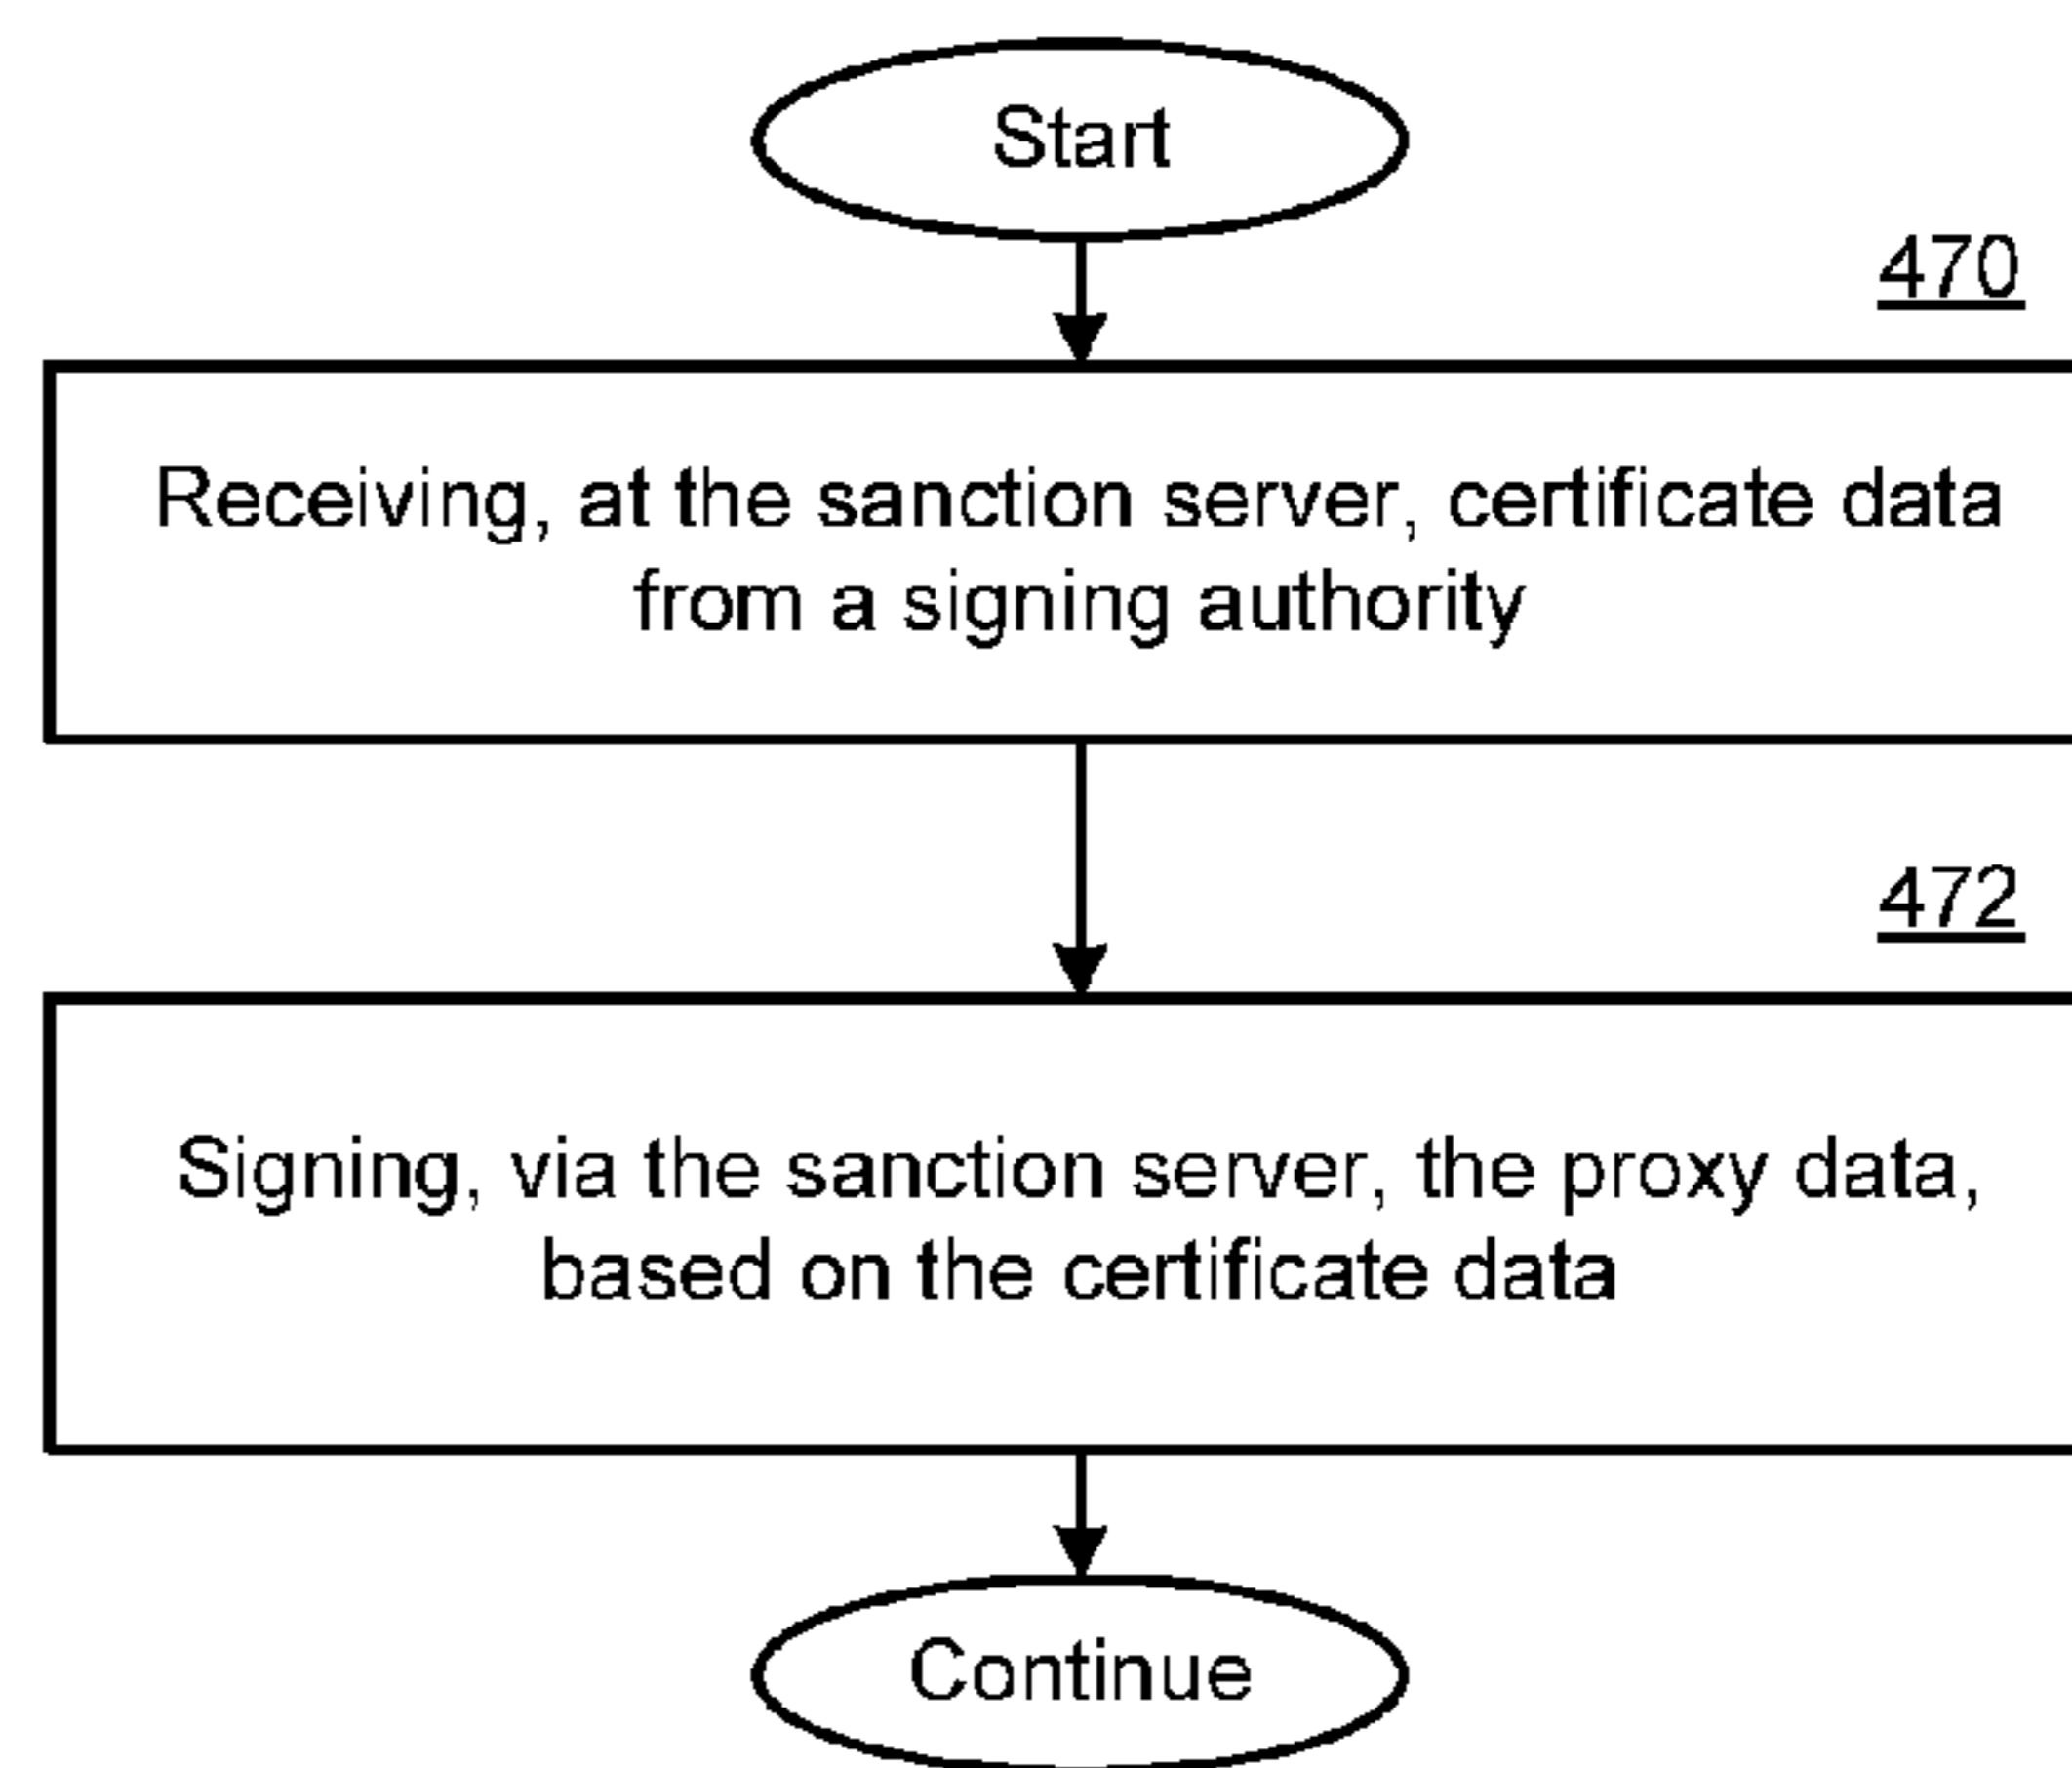 Start
470
Receiving, at the sanction server, certificate data
from a signing authority
472
Signing, via the sanction server, the proxy data,
based on the certificate data
Continue